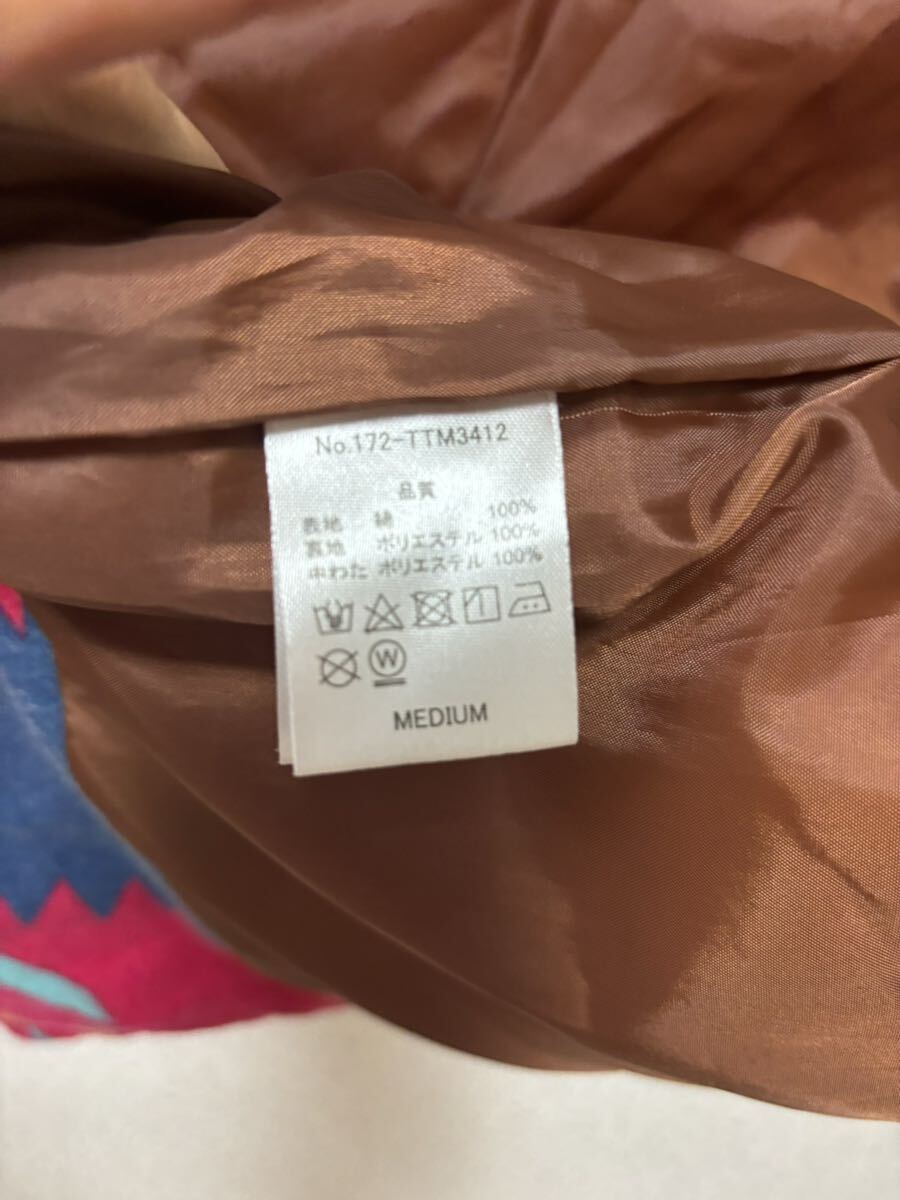 No.172-TTM3412
品質
表地 綿 100%
裏地 ポリエステル 100%
中わた ポリエステル 100%
W
MEDIUM